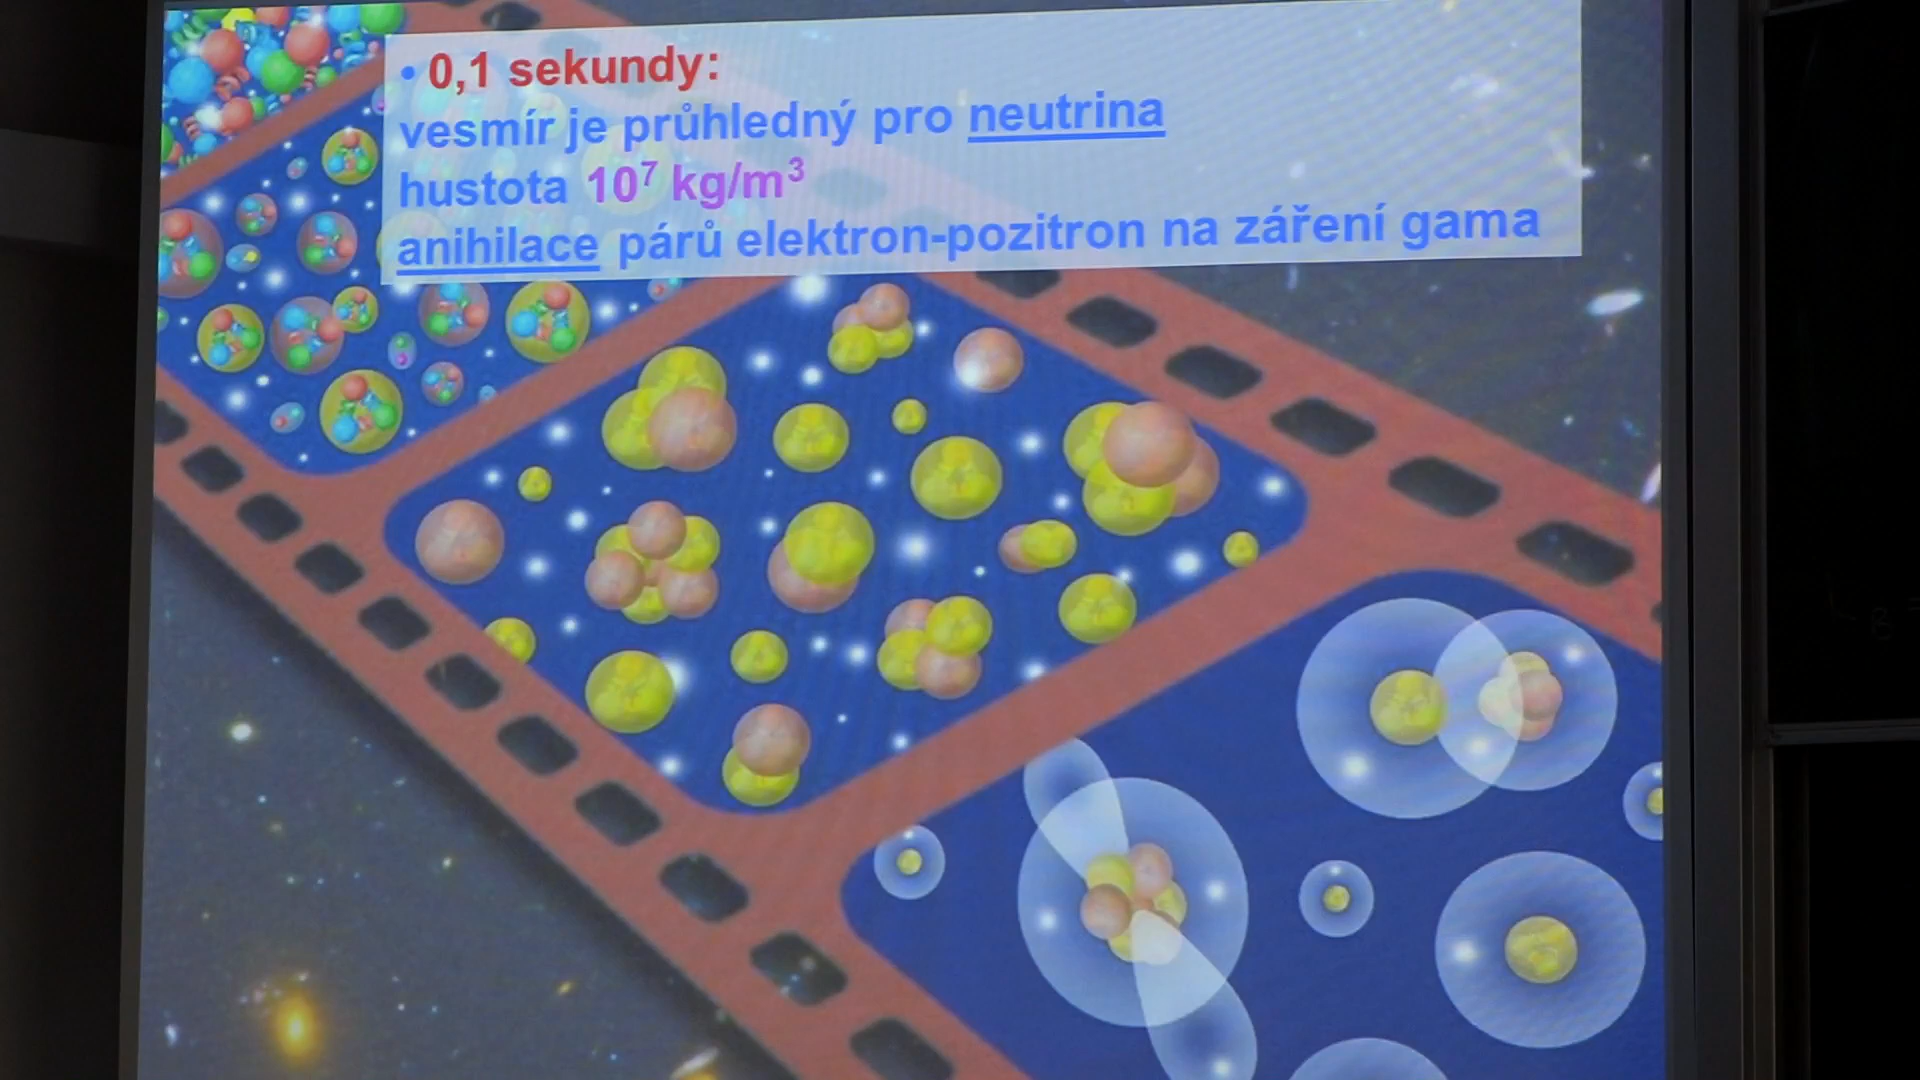 • 0,1 sekundy:
vesmír je průhledný pro neutrina
hustota 10⁷ kg/m³
anihilace párů elektron-pozitron na záření gama